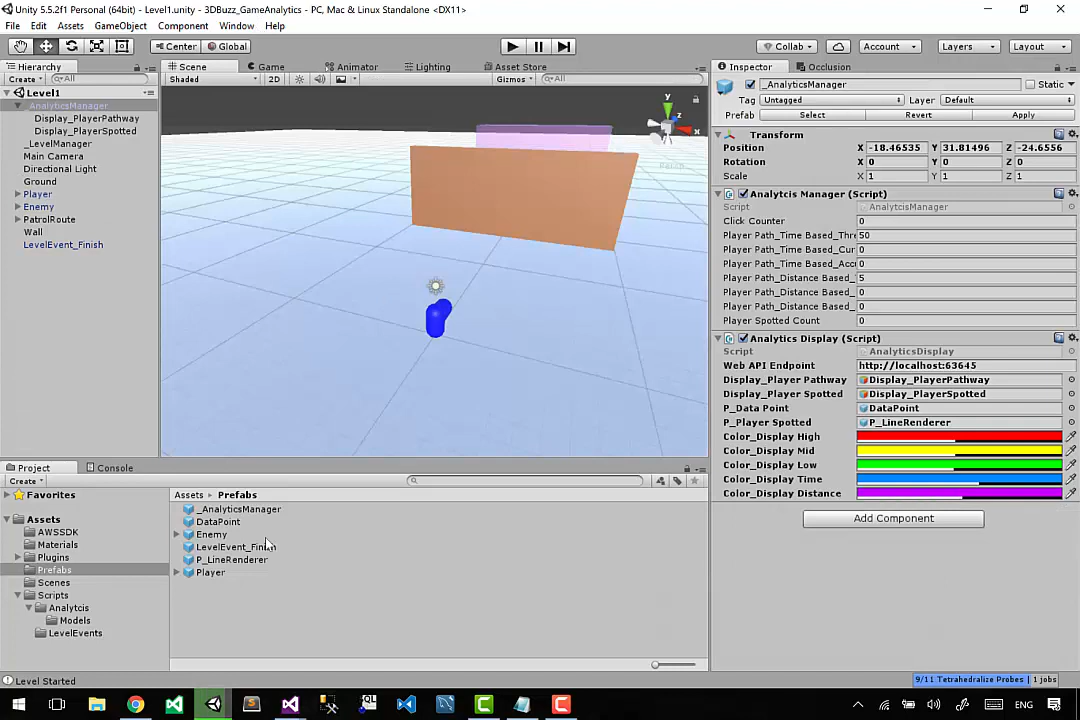 Unity 5.5.2f1 Personal (64bit) - Level1.unity - 3DBuzz_GameAnalytics - PC, Mac & Linux Standalone <DX11>
File Edit Assets GameObject Component Window Help
Center Global Collab Account Layers Layout
Hierarchy Scene Game Animator Lighting Asset Store Inspector Occlusion
Create All Shaded 2D Gizmos All
Level1
_AnalyticsManager
Display_PlayerPathway
Display_PlayerSpotted
_LevelManager
Main Camera
Directional Light
Ground
Player
Enemy
PatrolRoute
Wall
LevelEvent_Finish
y
x
z
Persp
_AnalyticsManager Static
Tag Untagged Layer Default
Prefab Select Revert Apply
Transform
Position X -18.46535 Y 31.81496 Z -24.6556
Rotation X 0 Y 0 Z 0
Scale X 1 Y 1 Z 1
Analytcis Manager (Script)
Script AnalytcisManager
Click Counter 0
Player Path_Time Based_Thre 50
Player Path_Time Based_Cur 0
Player Path_Time Based_Acc 0
Player Path_Distance Based_ 5
Player Path_Distance Based_ 0
Player Path_Distance Based_ 0
Player Spotted Count 0
Analytics Display (Script)
Script AnalyticsDisplay
Web API Endpoint http://localhost:63645
Display_Player Pathway Display_PlayerPathway
Display_Player Spotted Display_PlayerSpotted
P_Data Point DataPoint
P_Player Spotted P_LineRenderer
Color_Display High
Color_Display Mid
Color_Display Low
Color_Display Time
Color_Display Distance
Add Component
Project Console
Create
Favorites
Assets
AWSSDK
Materials
Plugins
Prefabs
Scenes
Scripts
Analytcis
Models
LevelEvents
Assets Prefabs
_AnalyticsManager
DataPoint
Enemy
LevelEvent_Finish
P_LineRenderer
Player
Level Started
9/11 Tetrahedralize Probes | 1 jobs
ENG